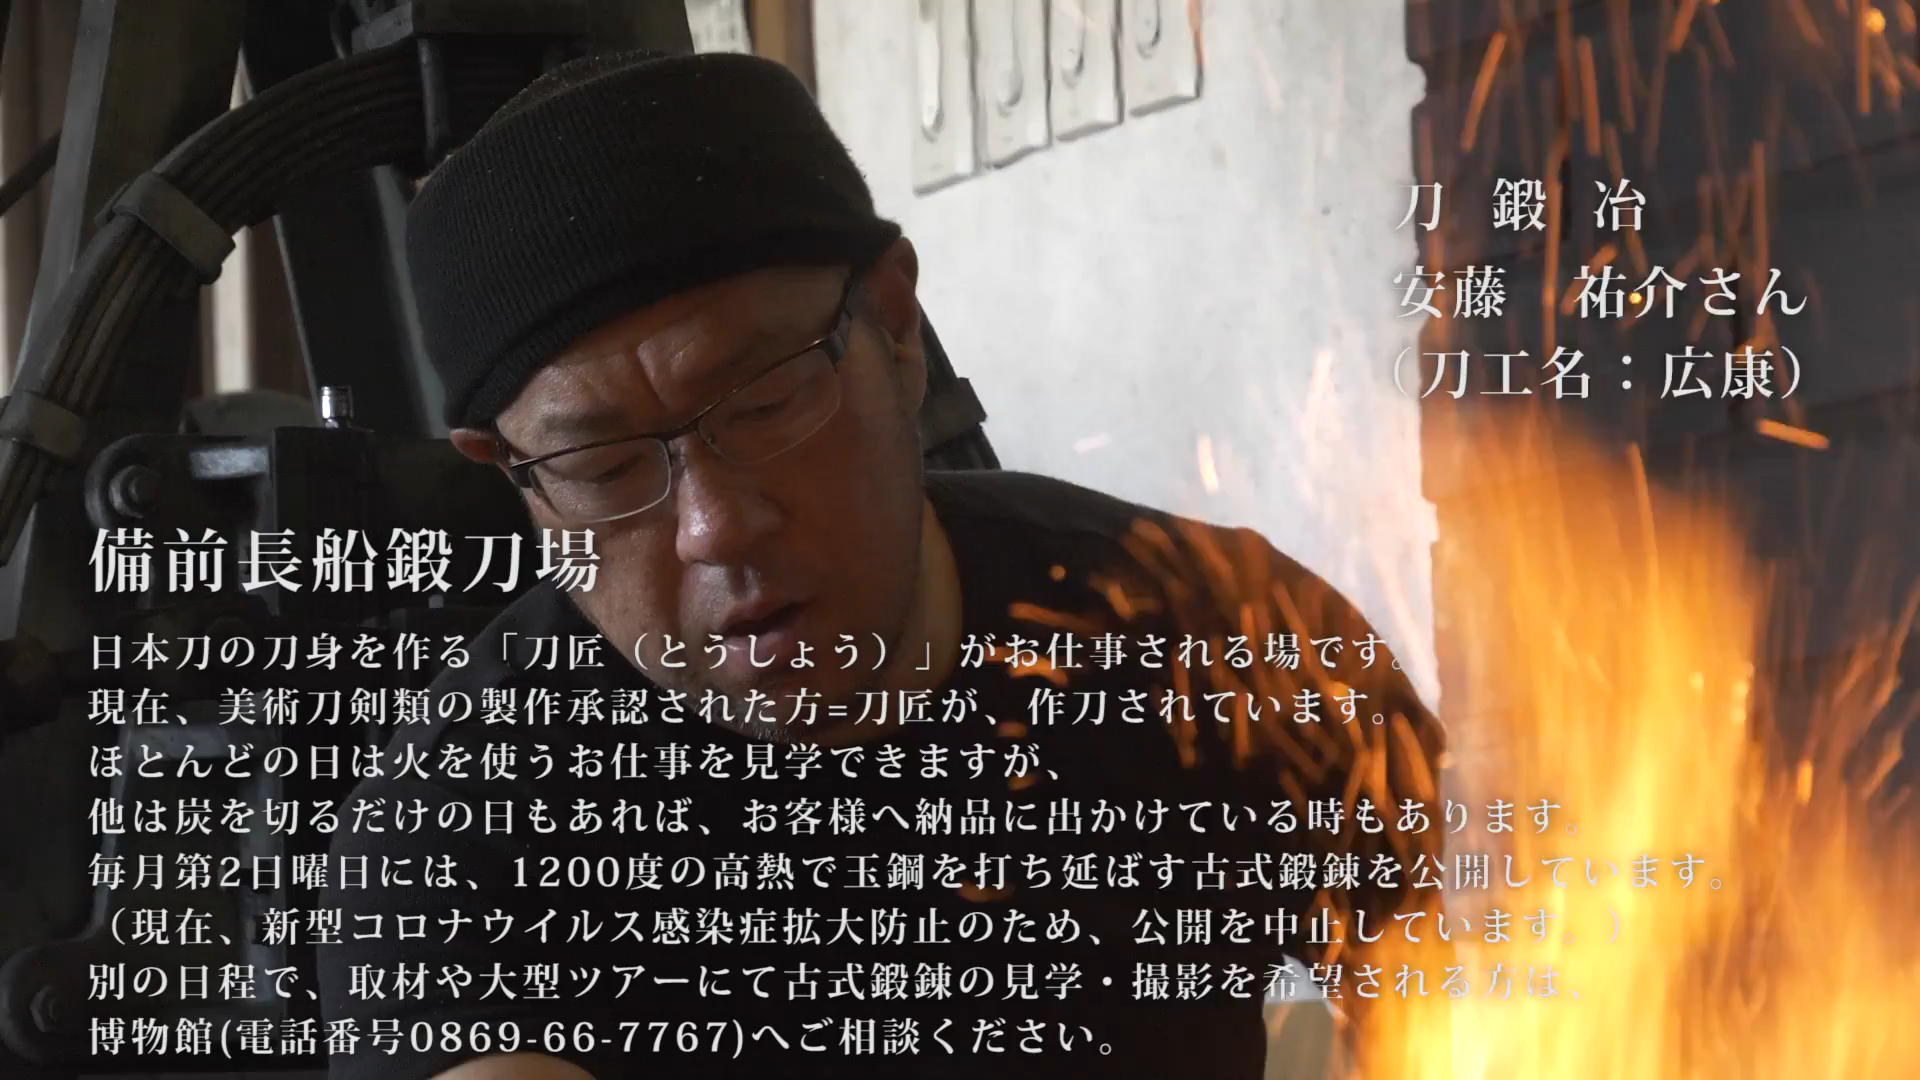 刀 鍛 冶
安藤 祐介さん
（刀工名：広康）
備前長船鍛刀場
日本刀の刀身を作る「刀匠（とうしょう）」がお仕事される場です。
現在、美術刀剣類の製作承認された方=刀匠が、作刀されています。
ほとんどの日は火を使うお仕事を見学できますが、
他は炭を切るだけの日もあれば、お客様へ納品に出かけている時もあります。
毎月第2日曜日には、1200度の高熱で玉鋼を打ち延ばす古式鍛錬を公開しています。
（現在、新型コロナウイルス感染症拡大防止のため、公開を中止しています。）
別の日程で、取材や大型ツアーにて古式鍛錬の見学・撮影を希望される方は、
博物館(電話番号0869-66-7767)へご相談ください。